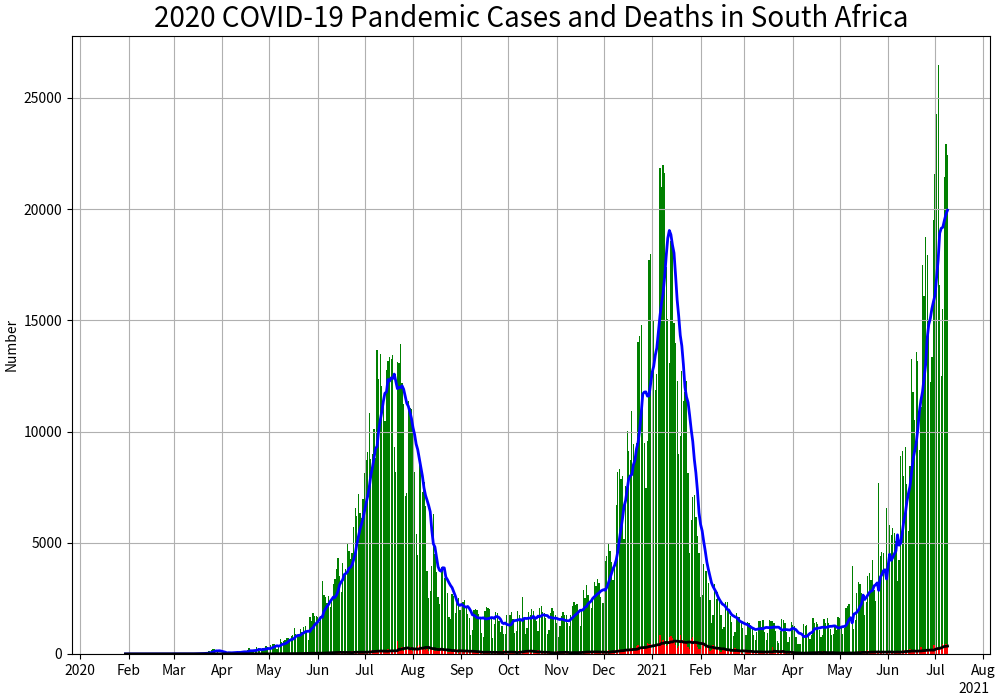 2020 COVID-19 Pandemic Cases and Deaths in South Africa
25000
20000
15000
10000
5000
0
Number
2020 Feb Mar Apr May Jun Jul Aug Sep Oct Nov Dec 2021 Feb Mar Apr May Jun Jul Aug
2021